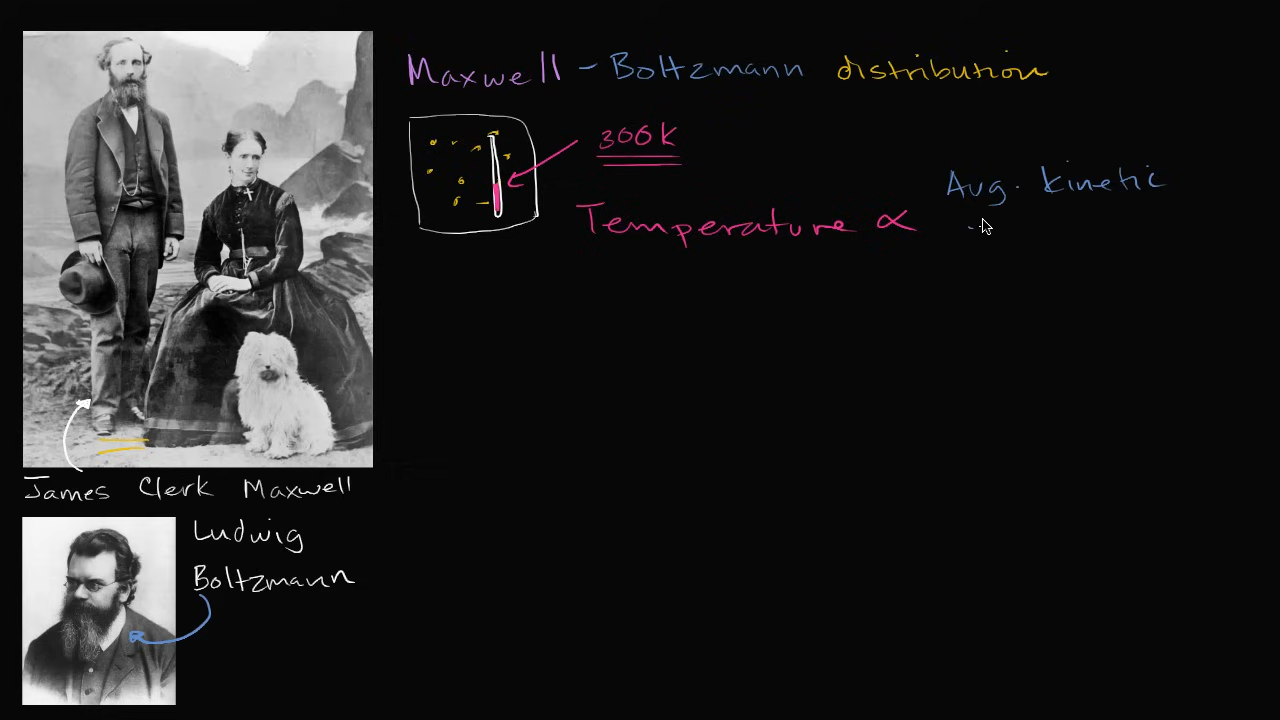 Maxwell - Boltzmann distribution
300K
Temperature ∝
Avg. Kinetic
James Clerk Maxwell
Ludwig
Boltzmann